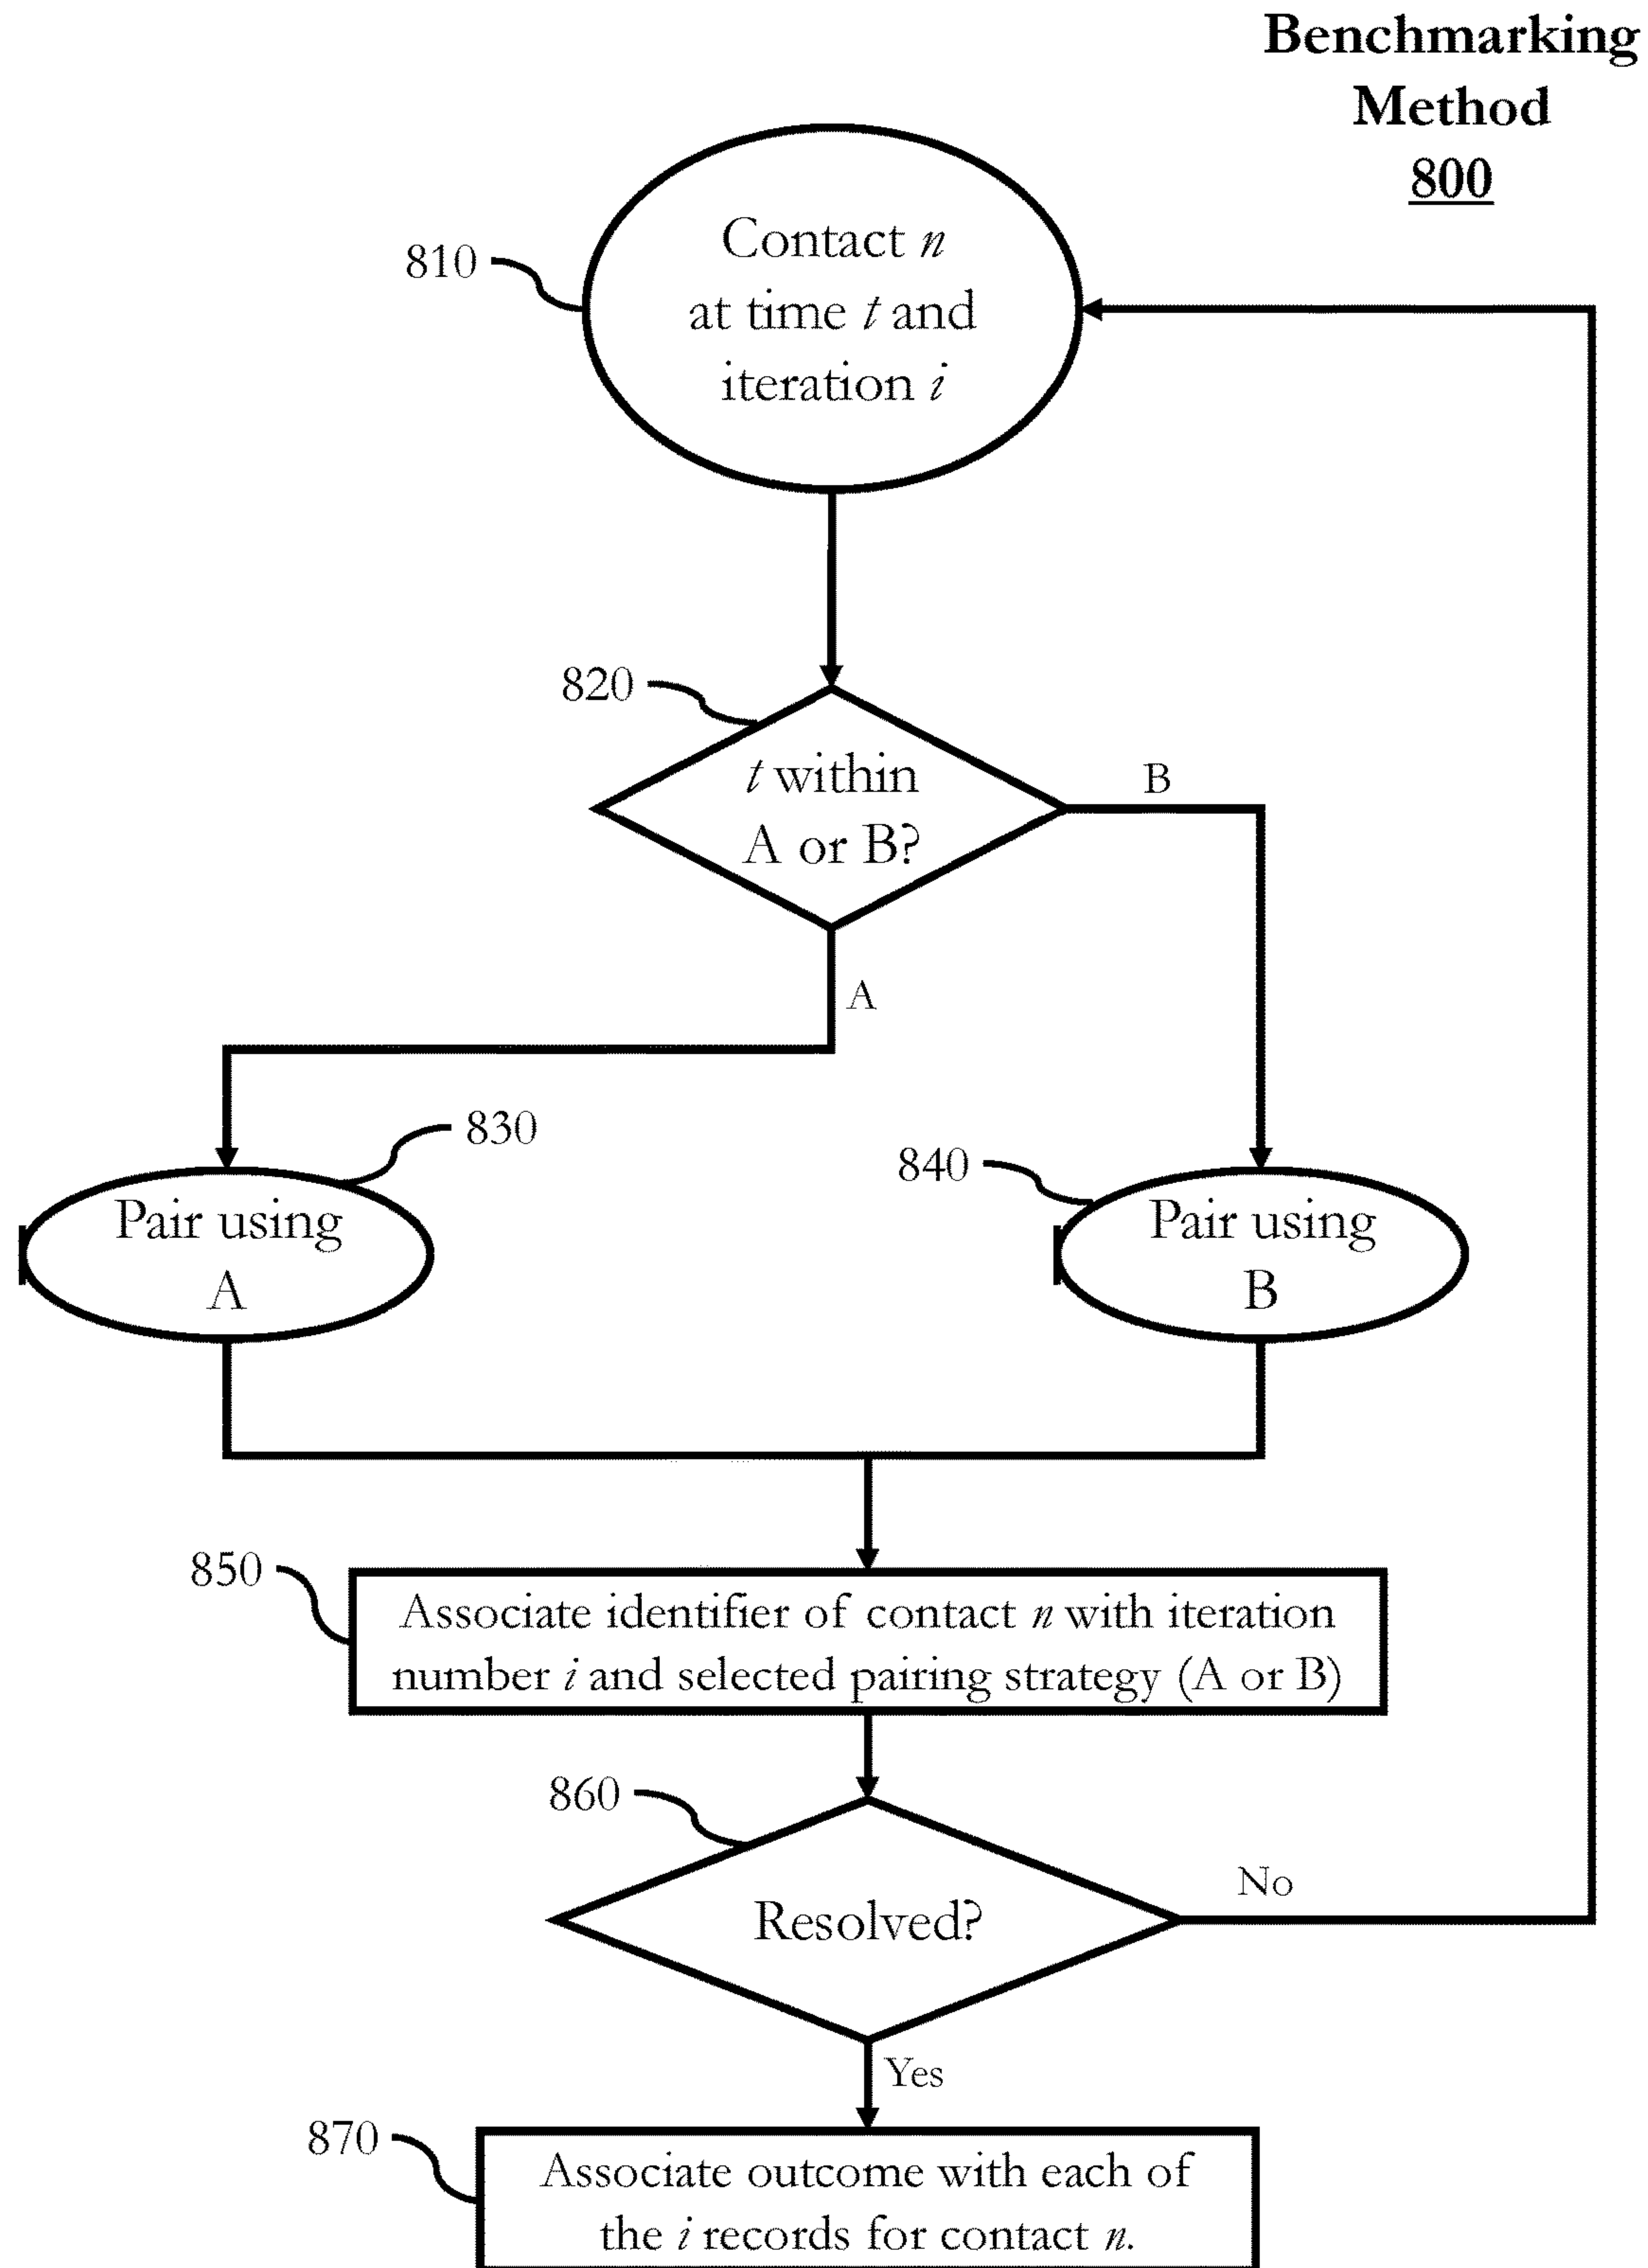 Benchmarking
Method
800
810
Contact n
at time t and
iteration i
820
t within
A or B?
B
A
830
Pair using
A
840
Pair using
B
850
Associate identifier of contact n with iteration
number i and selected pairing strategy (A or B)
860
Resolved?
No
Yes
870
Associate outcome with each of
the i records for contact n.